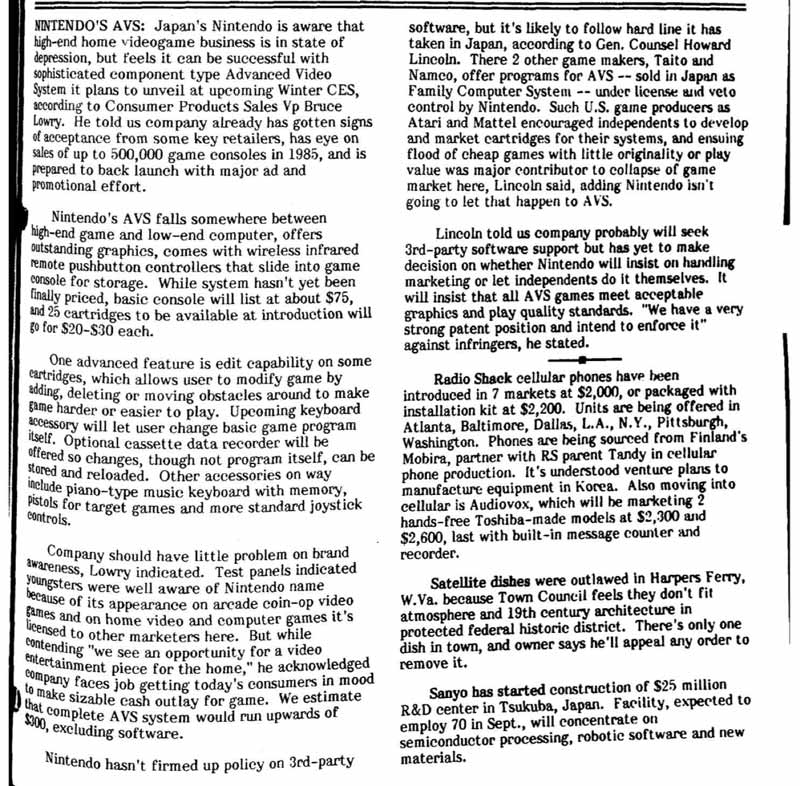 NINTENDO'S AVS: Japan's Nintendo is aware that
high-end home videogame business is in state of
depression, but feels it can be successful with
sophisticated component type Advanced Video
System it plans to unveil at upcoming Winter CES,
according to Consumer Products Sales Vp Bruce
Lowry. He told us company already has gotten signs
of acceptance from some key retailers, has eye on
sales of up to 500,000 game consoles in 1985, and is
prepared to back launch with major ad and
promotional effort.
Nintendo's AVS falls somewhere between
high-end game and low-end computer, offers
outstanding graphics, comes with wireless infrared
remote pushbutton controllers that slide into game
console for storage. While system hasn't yet been
finally priced, basic console will list at about $75,
and 25 cartridges to be available at introduction will
go for $20-$30 each.
One advanced feature is edit capability on some
cartridges, which allows user to modify game by
adding, deleting or moving obstacles around to make
game harder or easier to play. Upcoming keyboard
accessory will let user change basic game program
itself. Optional cassette data recorder will be
offered so changes, though not program itself, can be
stored and reloaded. Other accessories on way
include piano-type music keyboard with memory,
pistols for target games and more standard joystick
controls.
Company should have little problem on brand
awareness, Lowry indicated. Test panels indicated
youngsters were well aware of Nintendo name
because of its appearance on arcade coin-op video
games and on home video and computer games it's
licensed to other marketers here. But while
contending "we see an opportunity for a video
entertainment piece for the home," he acknowledged
company faces job getting today's consumers in mood
to make sizable cash outlay for game. We estimate
that complete AVS system would run upwards of
$300, excluding software.
Nintendo hasn't firmed up policy on 3rd-party
software, but it's likely to follow hard line it has
taken in Japan, according to Gen. Counsel Howard
Lincoln. There 2 other game makers, Taito and
Namco, offer programs for AVS -- sold in Japan as
Family Computer System -- under license and veto
control by Nintendo. Such U.S. game producers as
Atari and Mattel encouraged independents to develop
and market cartridges for their systems, and ensuing
flood of cheap games with little originality or play
value was major contributor to collapse of game
market here, Lincoln said, adding Nintendo isn't
going to let that happen to AVS.
Lincoln told us company probably will seek
3rd-party software support but has yet to make
decision on whether Nintendo will insist on handling
marketing or let independents do it themselves. It
will insist that all AVS games meet acceptable
graphics and play quality standards. "We have a very
strong patent position and intend to enforce it"
against infringers, he stated.
Radio Shack cellular phones have been
introduced in 7 markets at $2,000, or packaged with
installation kit at $2,200. Units are being offered in
Atlanta, Baltimore, Dallas, L.A., N.Y., Pittsburgh,
Washington. Phones are being sourced from Finland's
Mobira, partner with RS parent Tandy in cellular
phone production. It's understood venture plans to
manufacture equipment in Korea. Also moving into
cellular is Audiovox, which will be marketing 2
hands-free Toshiba-made models at $2,300 and
$2,600, last with built-in message counter and
recorder.
Satellite dishes were outlawed in Harpers Ferry,
W.Va. because Town Council feels they don't fit
atmosphere and 19th century architecture in
protected federal historic district. There's only one
dish in town, and owner says he'll appeal any order to
remove it.
Sanyo has started construction of $25 million
R&D center in Tsukuba, Japan. Facility, expected to
employ 70 in Sept., will concentrate on
semiconductor processing, robotic software and new
materials.